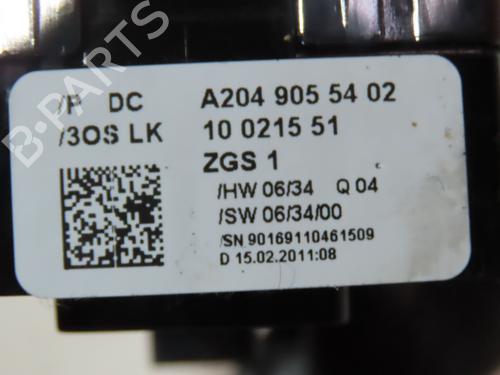 B-PARTS
/P DC A204 905 54 02
/3OS LK 10 0215 51
ZGS 1
/HW 06/34 Q 04
/SW 06/34/00
/SN 90169110461509
D 15.02.2011:08